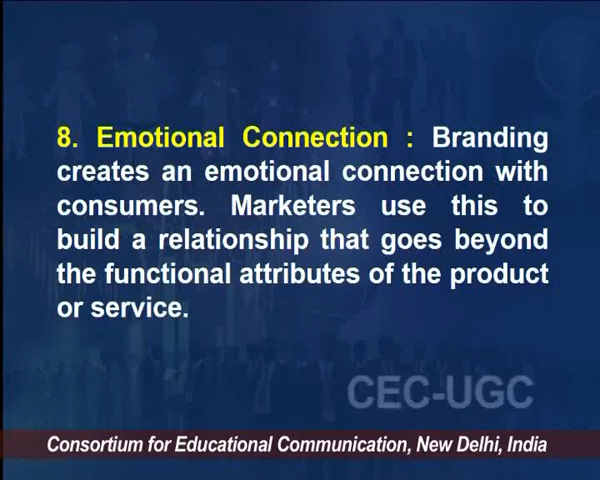 8. Emotional Connection : Branding
creates an emotional connection with
consumers. Marketers use this to
build a relationship that goes beyond
the functional attributes of the product
or service.
CEC-UGC
Consortium for Educational Communication, New Delhi, India